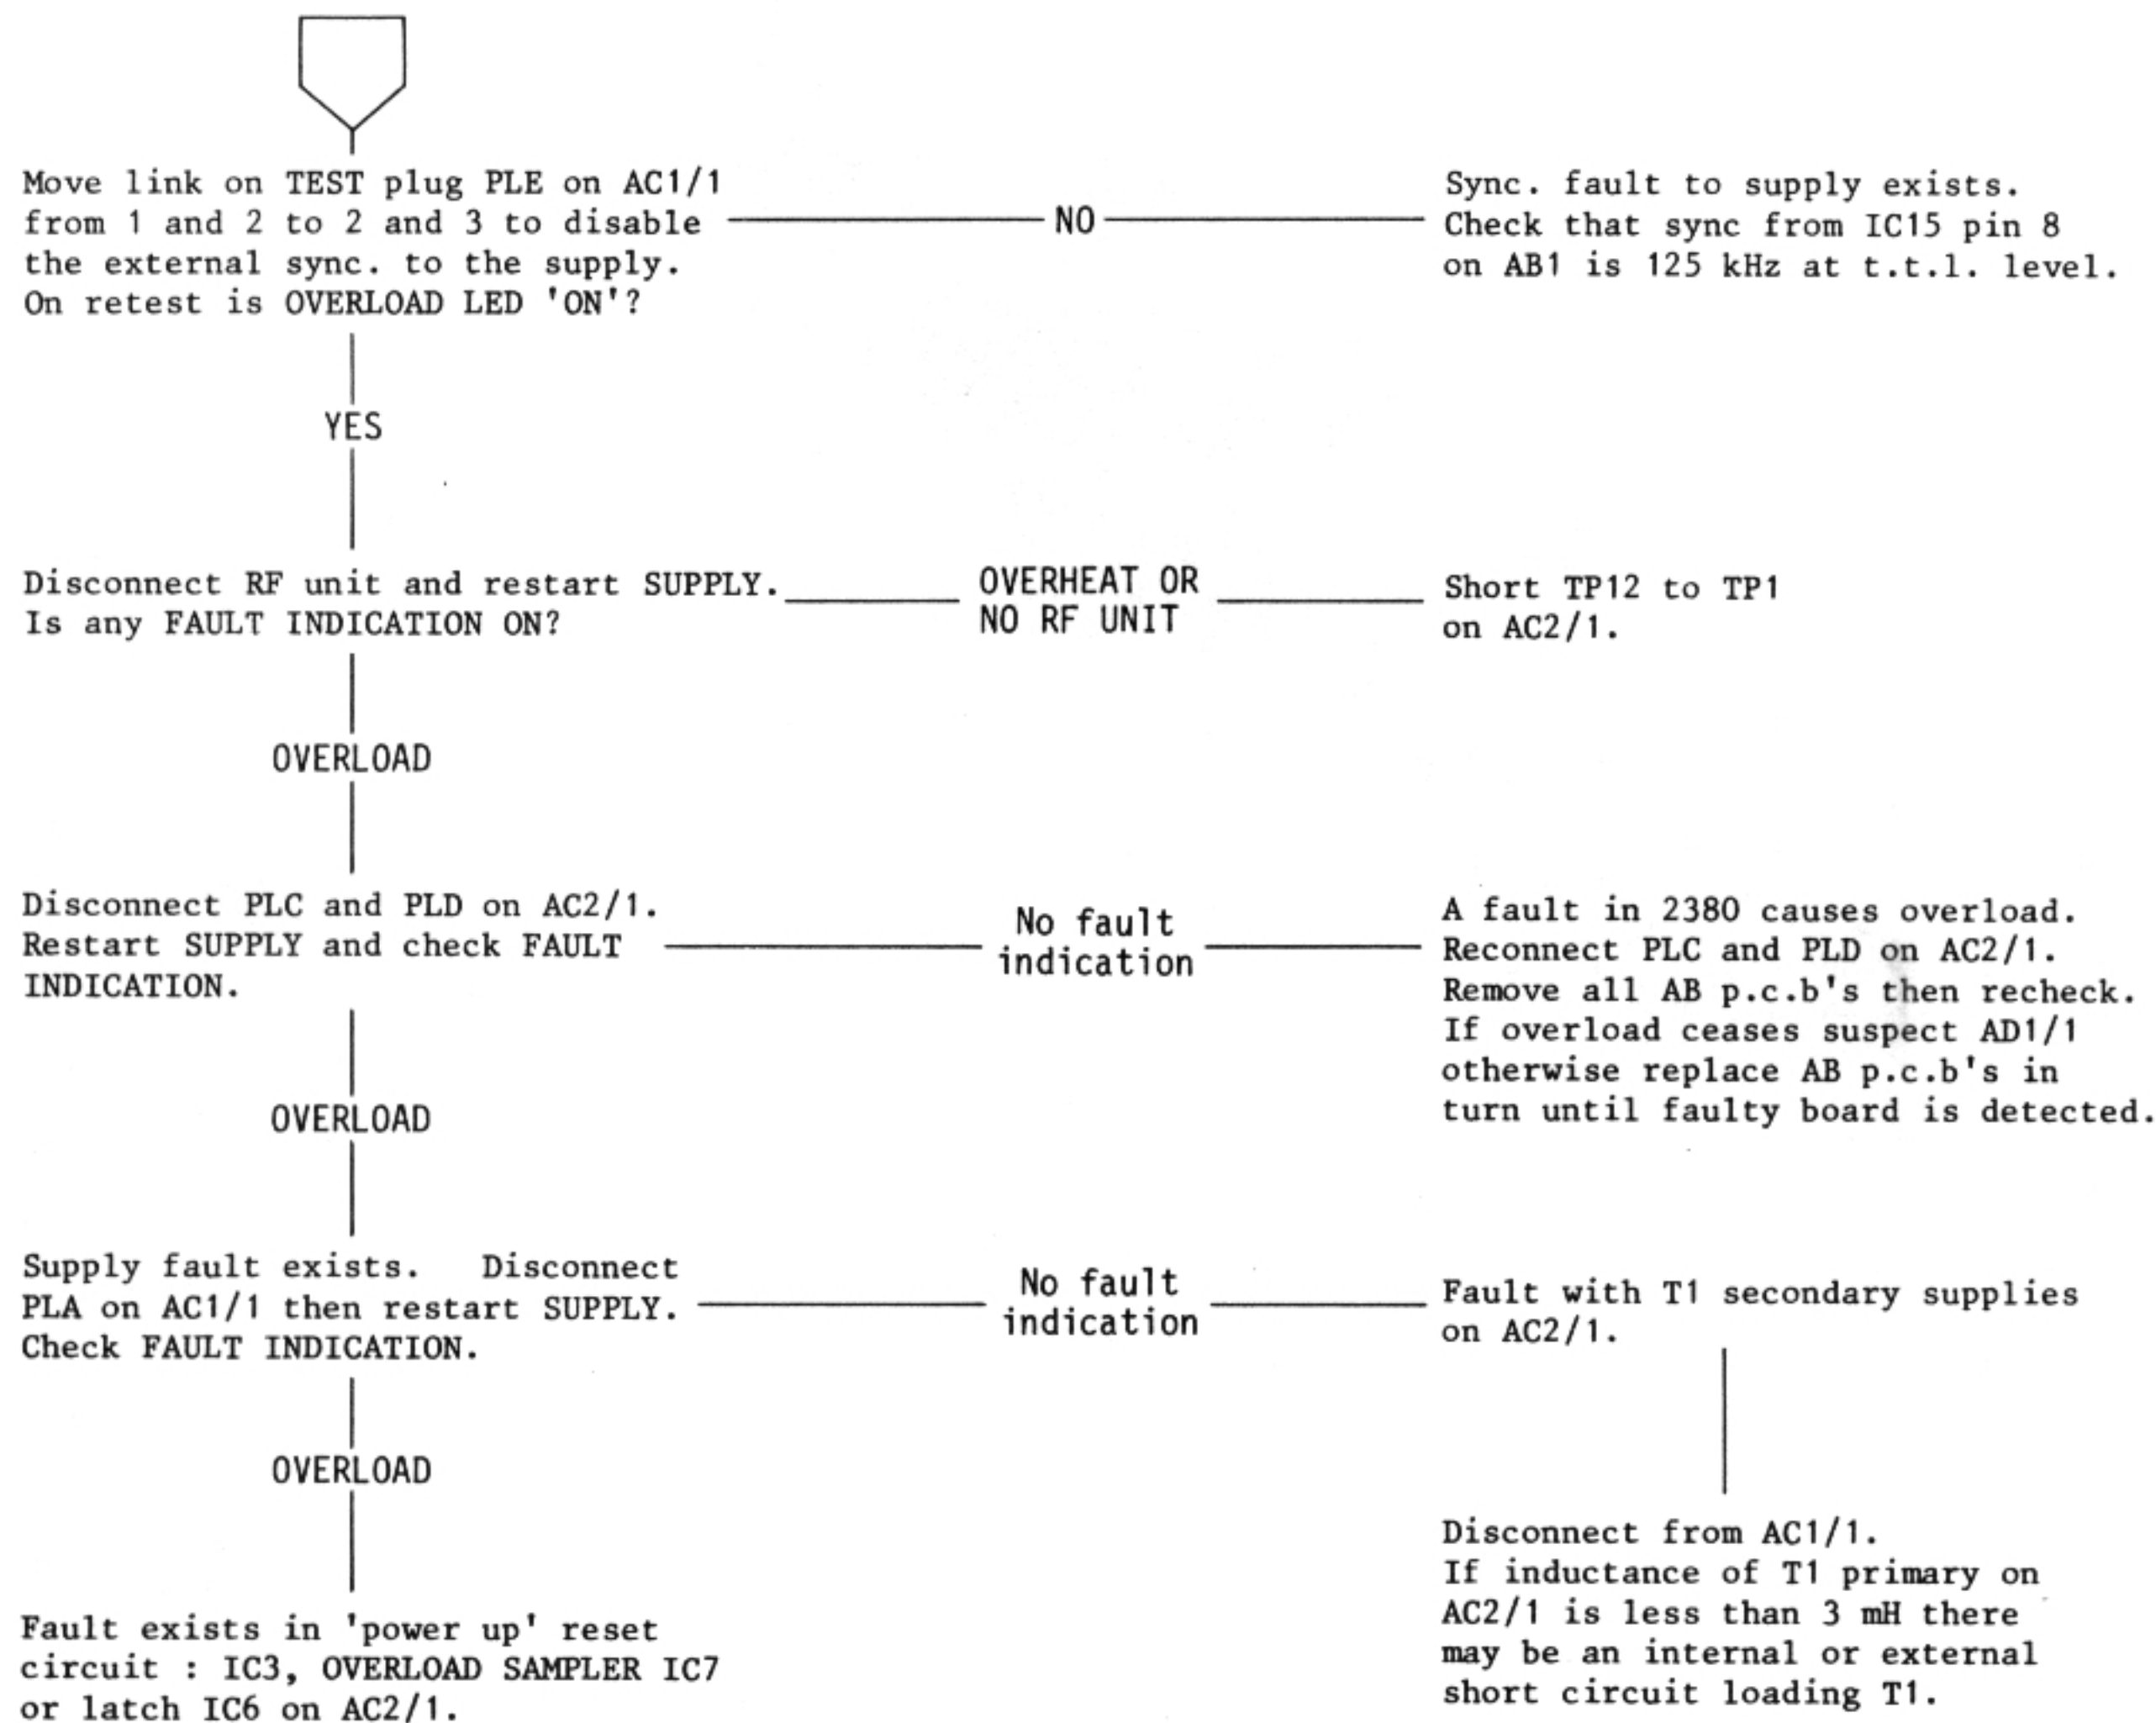 Move link on TEST plug PLE on AC1/1
from 1 and 2 to 2 and 3 to disable
the external sync. to the supply.
On retest is OVERLOAD LED 'ON'?
NO
Sync. fault to supply exists.
Check that sync from IC15 pin 8
on AB1 is 125 kHz at t.t.l. level.
YES
Disconnect RF unit and restart SUPPLY.
Is any FAULT INDICATION ON?
OVERHEAT OR
NO RF UNIT
Short TP12 to TP1
on AC2/1.
OVERLOAD
Disconnect PLC and PLD on AC2/1.
Restart SUPPLY and check FAULT
INDICATION.
No fault
indication
A fault in 2380 causes overload.
Reconnect PLC and PLD on AC2/1.
Remove all AB p.c.b's then recheck.
If overload ceases suspect AD1/1
otherwise replace AB p.c.b's in
turn until faulty board is detected.
OVERLOAD
Supply fault exists. Disconnect
PLA on AC1/1 then restart SUPPLY.
Check FAULT INDICATION.
No fault
indication
Fault with T1 secondary supplies
on AC2/1.
OVERLOAD
Disconnect from AC1/1.
If inductance of T1 primary on
AC2/1 is less than 3 mH there
may be an internal or external
short circuit loading T1.
Fault exists in 'power up' reset
circuit : IC3, OVERLOAD SAMPLER IC7
or latch IC6 on AC2/1.